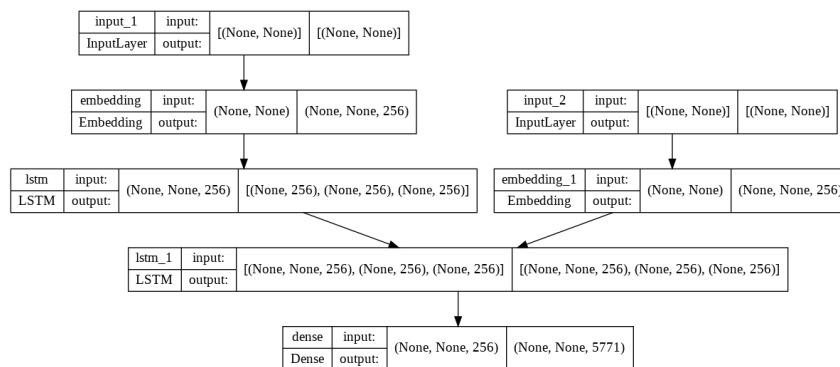 input_1 input: [(None, None)] [(None, None)]
InputLayer output:
embedding input: (None, None) (None, None, 256)
Embedding output:
input_2 input: [(None, None)] [(None, None)]
InputLayer output:
lstm input: (None, None, 256) [(None, 256), (None, 256), (None, 256)]
LSTM output:
embedding_1 input: (None, None) (None, None, 256)
Embedding output:
lstm_1 input: [(None, None, 256), (None, 256), (None, 256)] [(None, None, 256), (None, 256), (None, 256)]
LSTM output:
dense input: (None, None, 256) (None, None, 5771)
Dense output: